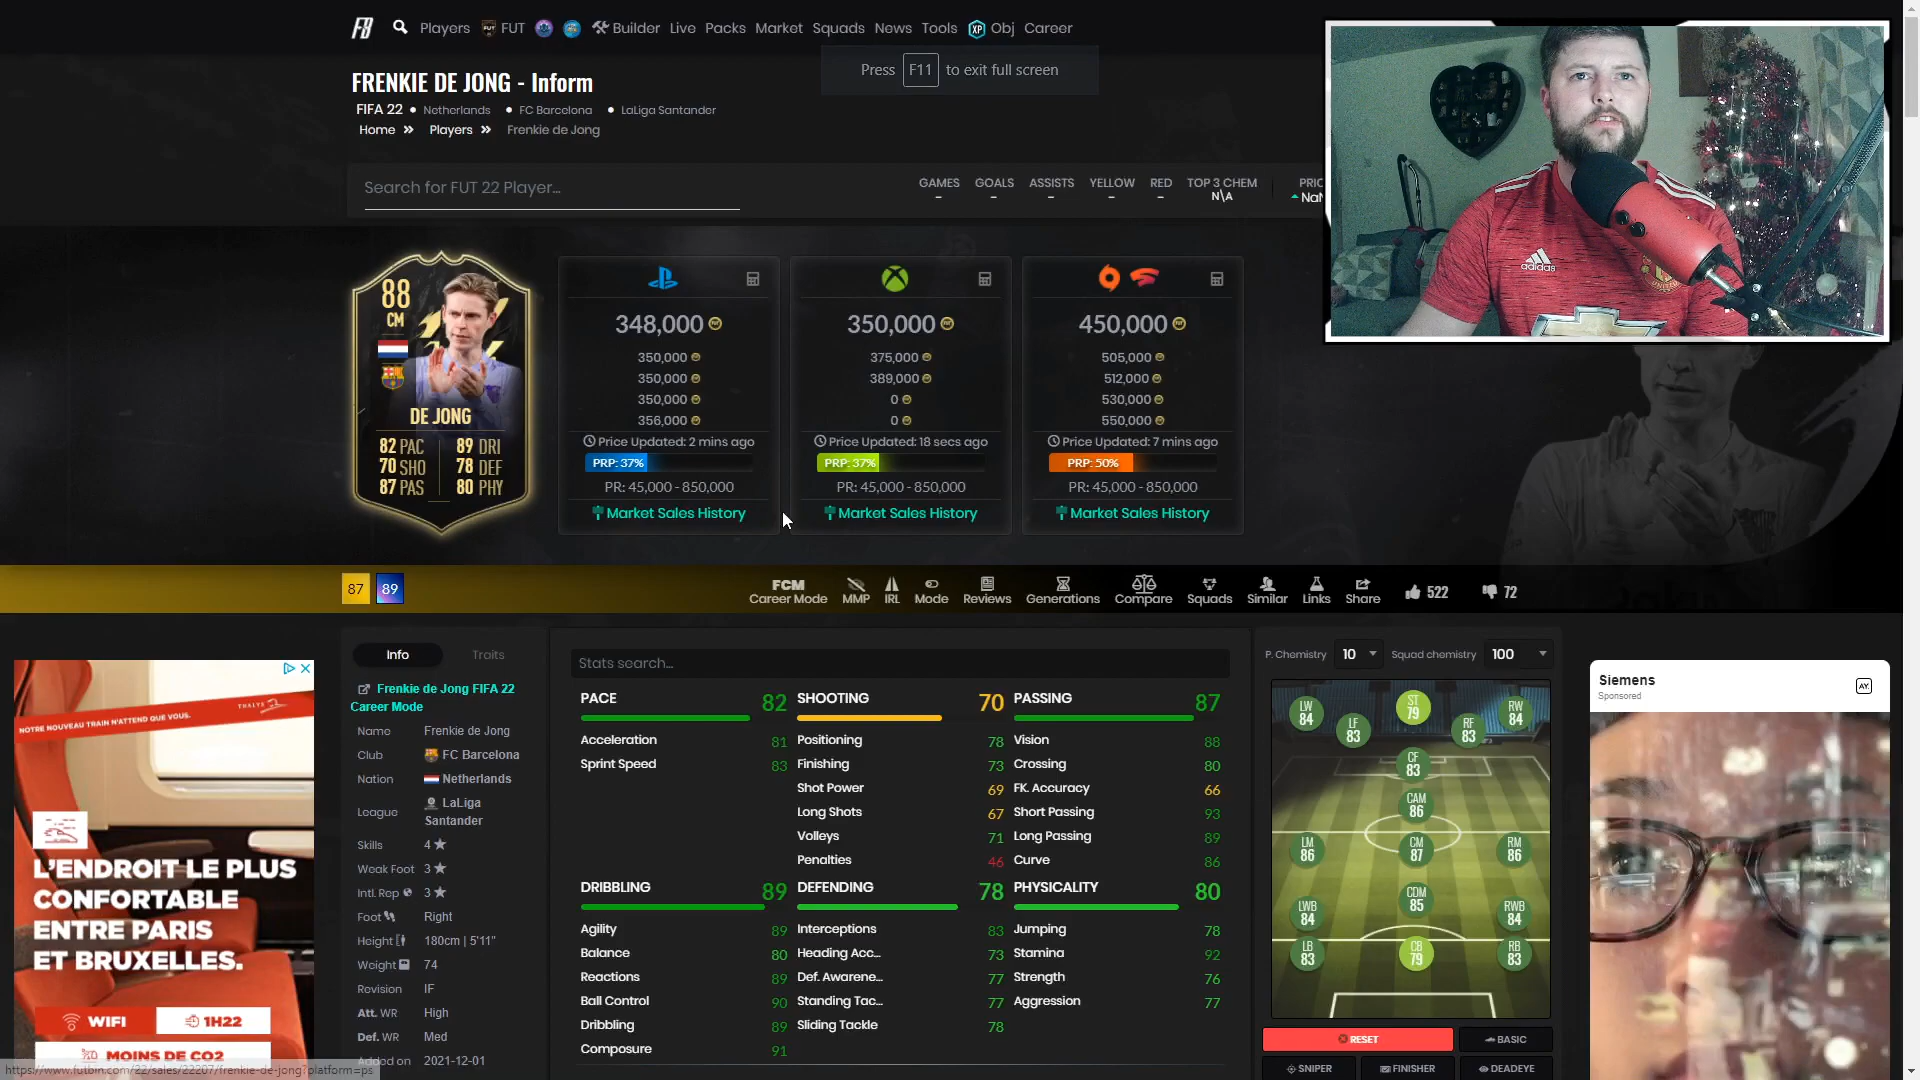 FB Players FUT Builder Live Packs Market Squads News Tools XP Obj Career
Press F11 to exit full screen
FRENKIE DE JONG - Inform
FIFA 22 • Netherlands • FC Barcelona • LaLiga Santander
Home » Players » Frenkie de Jong
Search for FUT 22 Player...
GAMES GOALS ASSISTS YELLOW RED TOP 3 CHEM PRIC
- - - - - N\A NaN
88
CM
DE JONG
82 PAC 89 DRI
70 SHO 78 DEF
87 PAS 80 PHY
348,000
350,000
350,000
350,000
356,000
Price Updated: 2 mins ago
PRP: 37%
PR: 45,000 - 850,000
Market Sales History
350,000
375,000
389,000
0
0
Price Updated: 18 secs ago
PRP: 37%
PR: 45,000 - 850,000
Market Sales History
450,000
505,000
512,000
530,000
550,000
Price Updated: 7 mins ago
PRP: 50%
PR: 45,000 - 850,000
Market Sales History
adidas
87 89
FCM
Career Mode MMP IRL Mode Reviews Generations Compare Squads Similar Links Share 522 72
Info Traits
Frenkie de Jong FIFA 22
Career Mode
Name Frenkie de Jong
Club FC Barcelona
Nation Netherlands
League LaLiga
Santander
Skills 4★
Weak Foot 3★
Intl. Rep 3★
Foot Right
Height 180cm | 5'11"
Weight 74
Revision IF
Att. WR High
Def. WR Med
Added on 2021-12-01
Stats search...
PACE 82
Acceleration 81
Sprint Speed 83
SHOOTING 70
Positioning 78
Finishing 73
Shot Power 69
Long Shots 67
Volleys 71
Penalties 46
PASSING 87
Vision 88
Crossing 80
FK. Accuracy 66
Short Passing 93
Long Passing 89
Curve 86
DRIBBLING 89
Agility 89
Balance 80
Reactions 89
Ball Control 90
Dribbling 89
Composure 91
DEFENDING 78
Interceptions 83
Heading Acc... 73
Def. Awarene... 77
Standing Tac... 77
Sliding Tackle 78
PHYSICALITY 80
Jumping 78
Stamina 92
Strength 76
Aggression 77
P. Chemistry 10 Squad chemistry 100
LW 84
ST 79
RW 84
LF 83
RF 83
CF 83
CAM 86
LM 86
CM 87
RM 86
CDM 85
LWB 84
RWB 84
LB 83
CB 79
RB 83
RESET BASIC
SNIPER FINISHER DEADEYE
NOTRE NOUVEAU TRAIN N'ATTEND QUE VOUS.
THALYS
L'ENDROIT LE PLUS
CONFORTABLE
ENTRE PARIS
ET BRUXELLES.
WIFI 1H22
MOINS DE CO2
Siemens
Sponsored
https://www.futbin.com/22/sales/22207/frenkie-de-jong?platform=ps